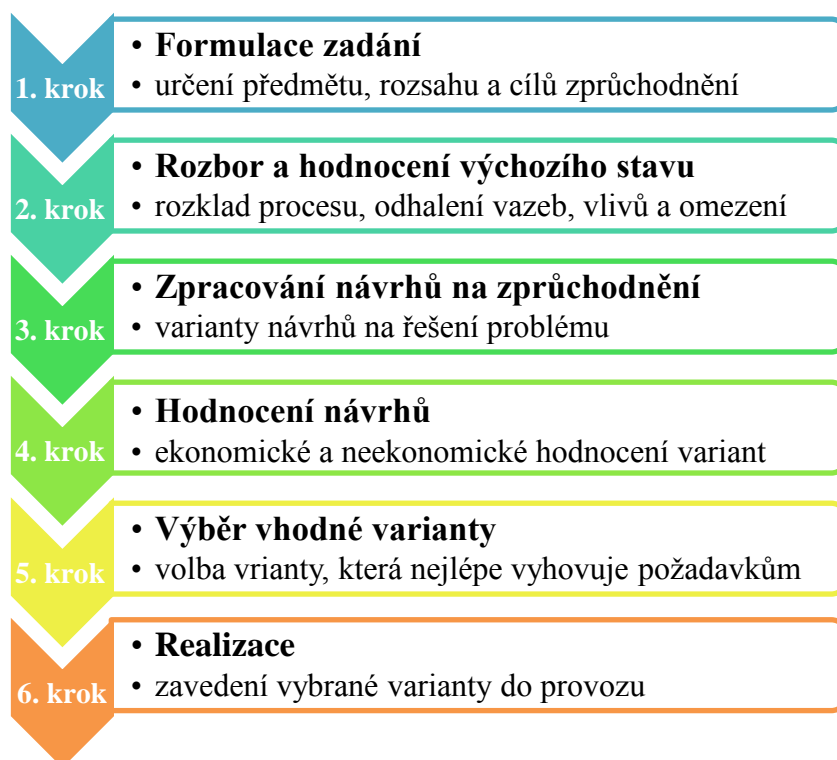 • Formulace zadání
1. krok
• určení předmětu, rozsahu a cílů zprůchodnění
• Rozbor a hodnocení výchozího stavu
2. krok
• rozklad procesu, odhalení vazeb, vlivů a omezení
• Zpracování návrhů na zprůchodnění
3. krok
• varianty návrhů na řešení problému
• Hodnocení návrhů
4. krok
• ekonomické a neekonomické hodnocení variant
• Výběr vhodné varianty
5. krok
• volba vrianty, která nejlépe vyhovuje požadavkům
• Realizace
6. krok
• zavedení vybrané varianty do provozu